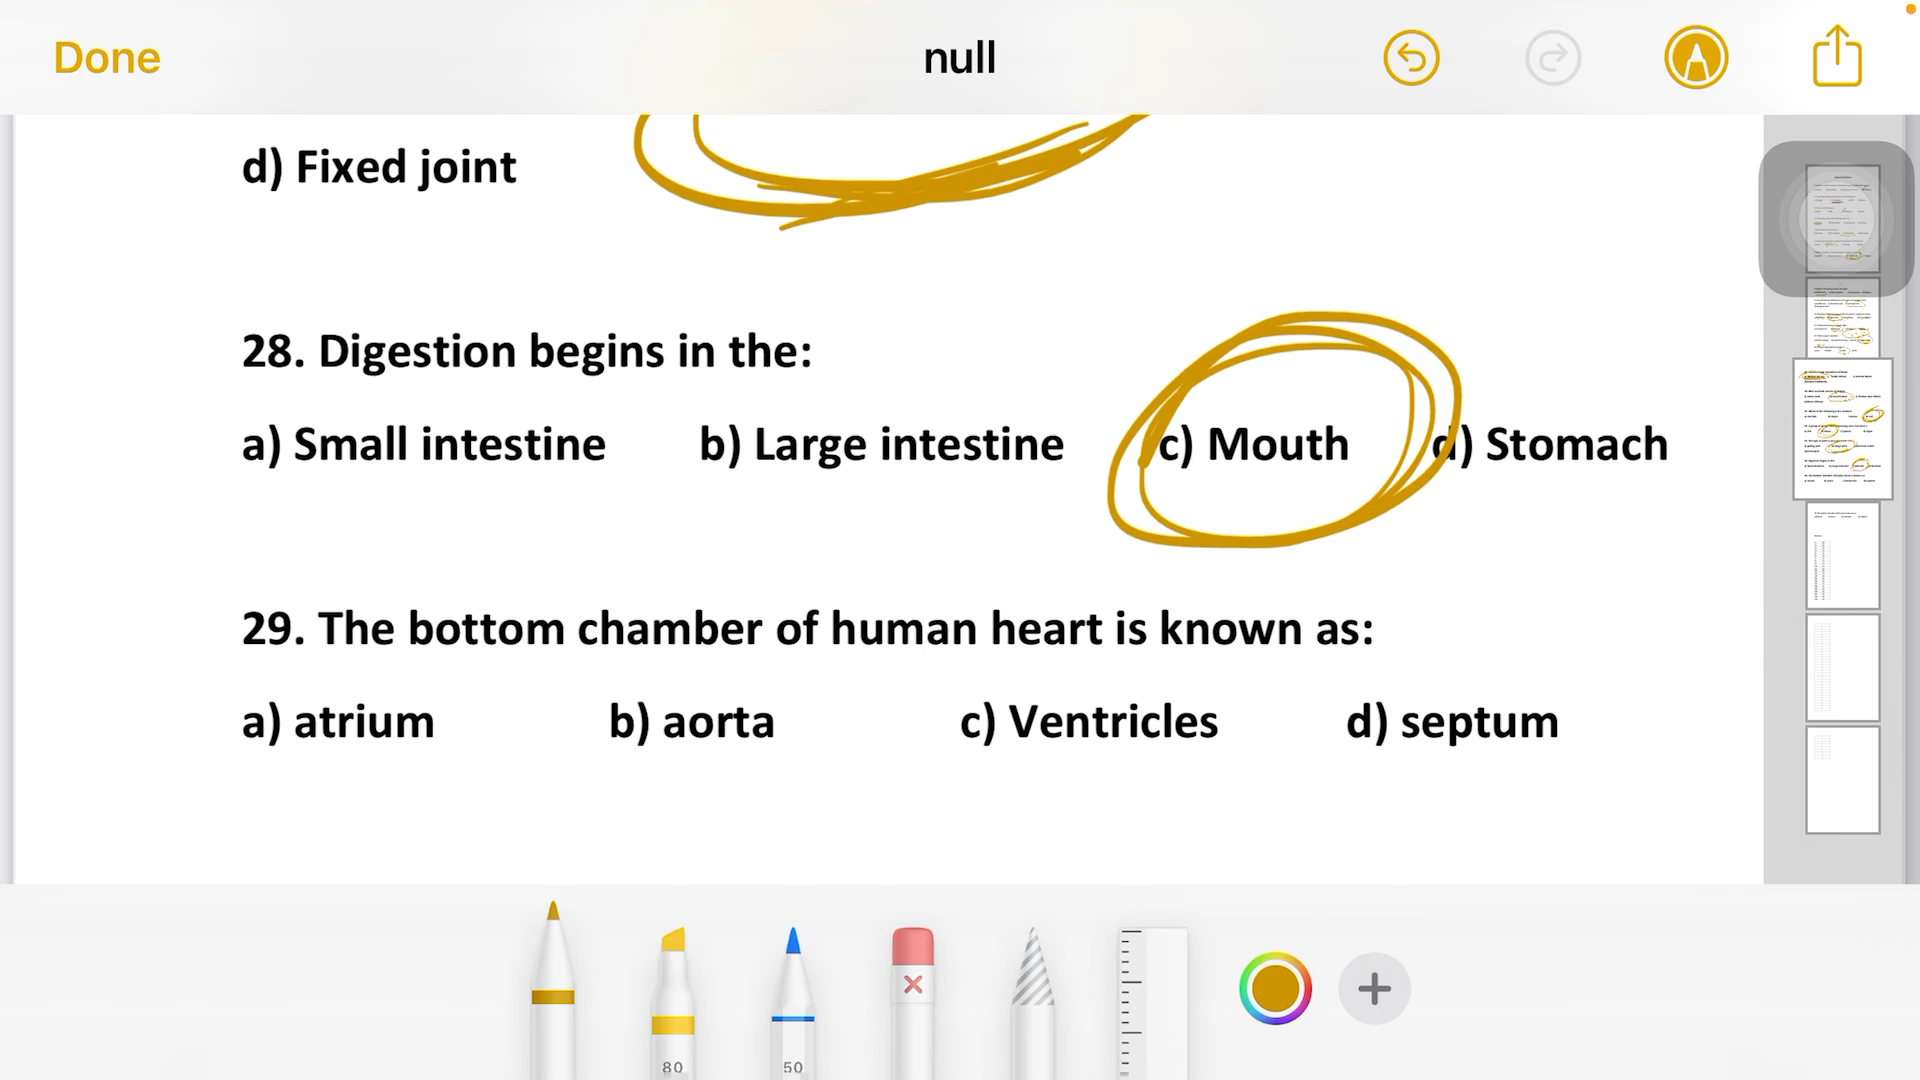 Done
null
d) Fixed joint
28. Digestion begins in the:
a) Small intestine b) Large intestine c) Mouth d) Stomach
29. The bottom chamber of human heart is known as:
a) atrium b) aorta c) Ventricles d) septum
80
50